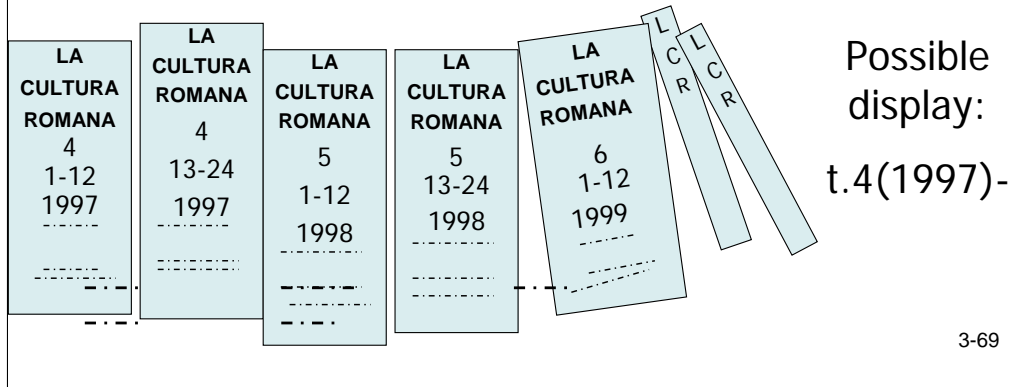 LA
CULTURA
ROMANA
4
1-12
1997
LA
CULTURA
ROMANA
4
13-24
1997
LA
CULTURA
ROMANA
5
1-12
1998
LA
CULTURA
ROMANA
5
13-24
1998
LA
CULTURA
ROMANA
6
1-12
1999
L
C
R
L
C
R
Possible
display:
t.4(1997)-
3-69